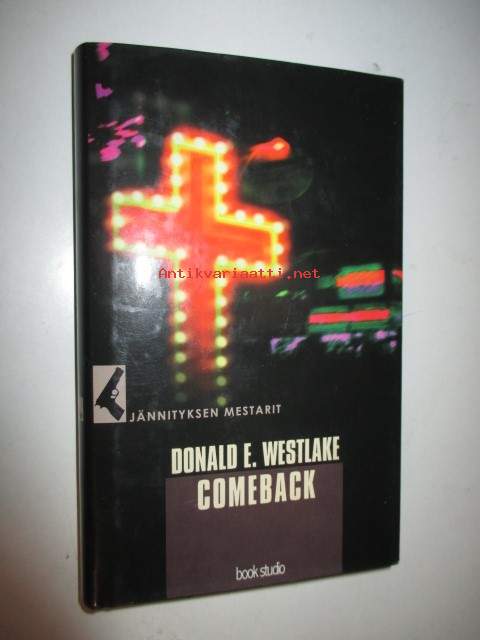 Antikvariaatti.net
JÄNNITYKSEN MESTARIT
DONALD E. WESTLAKE
COMEBACK
book studio